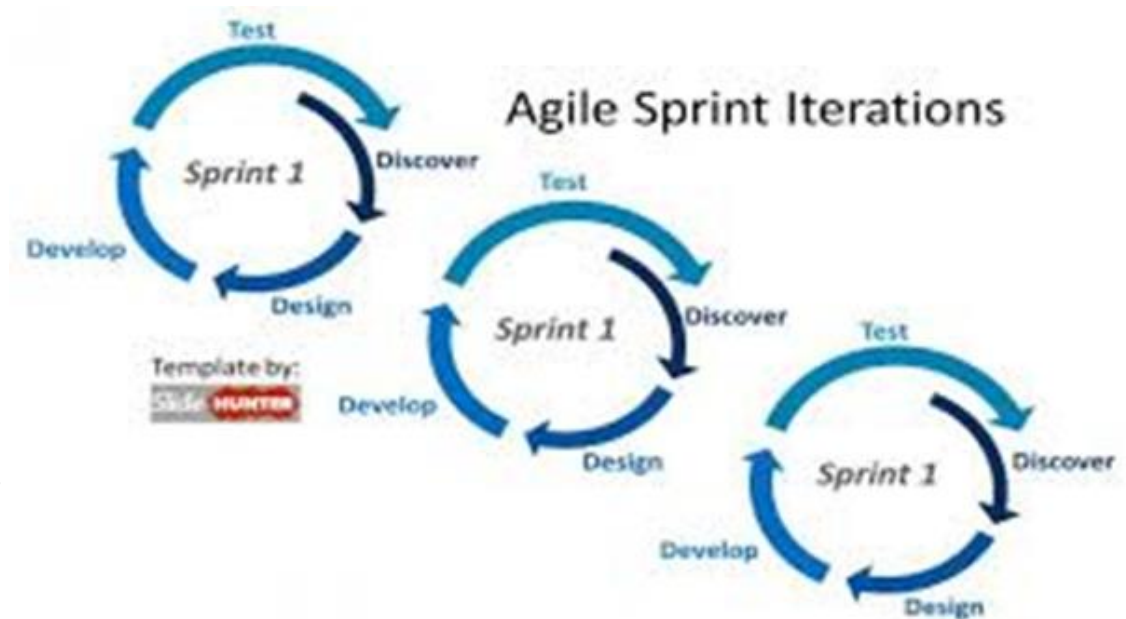 Agile Sprint Iterations
Test
Discover
Sprint 1
Develop
Design
Test
Discover
Sprint 1
Develop
Design
Test
Discover
Sprint 1
Develop
Design
Template by:
Slide HUNTER